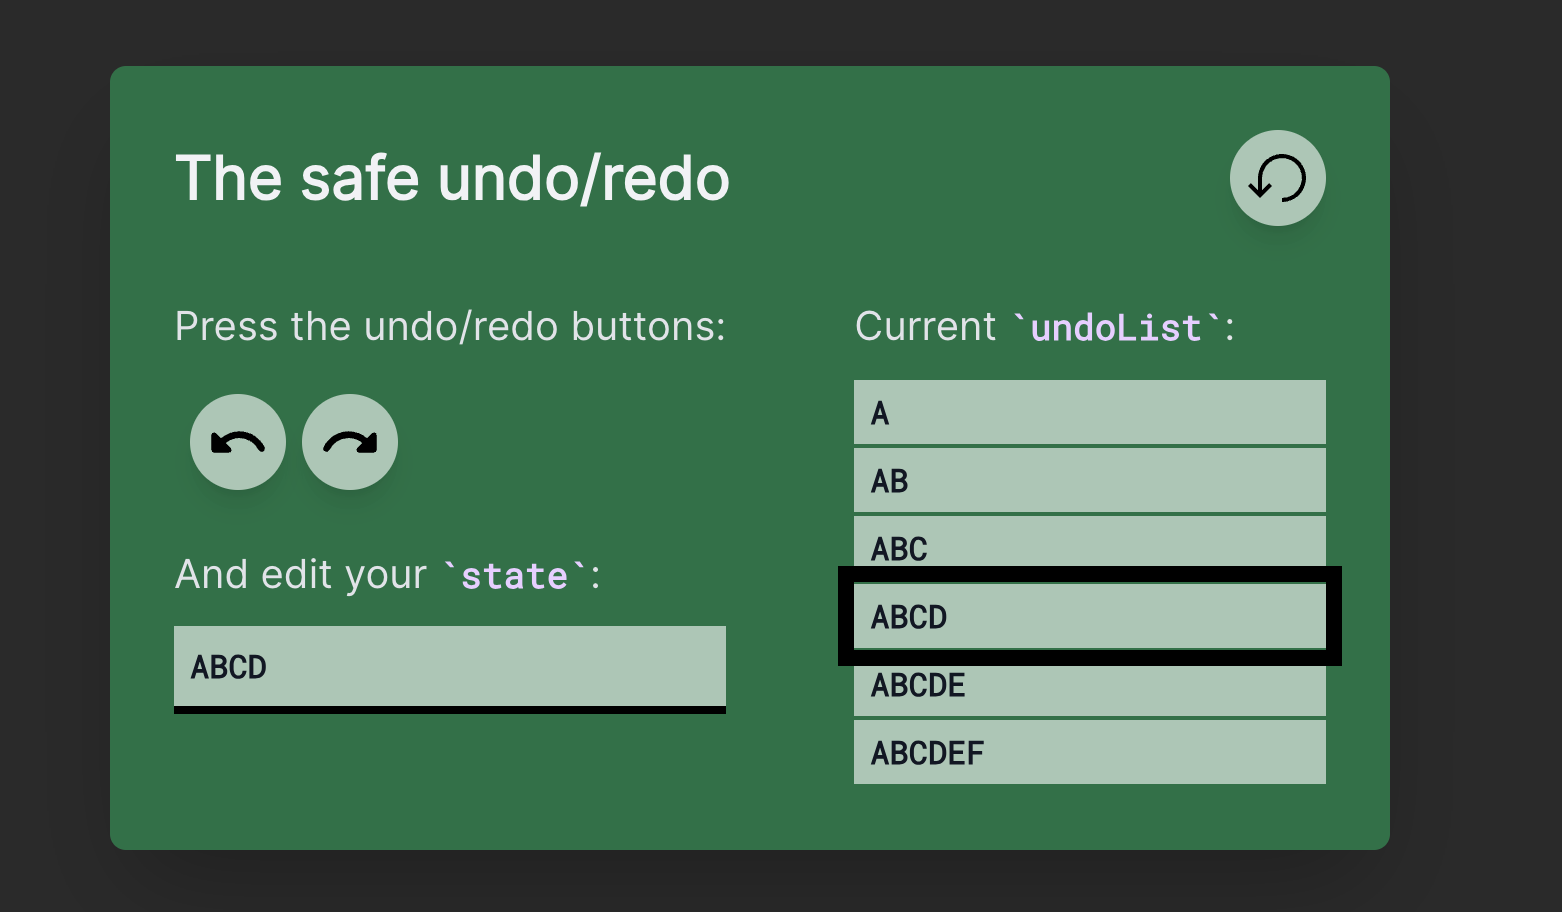 The safe undo/redo
Press the undo/redo buttons:
And edit your `state`:
ABCD
Current `undoList`:
A
AB
ABC
ABCD
ABCDE
ABCDEF